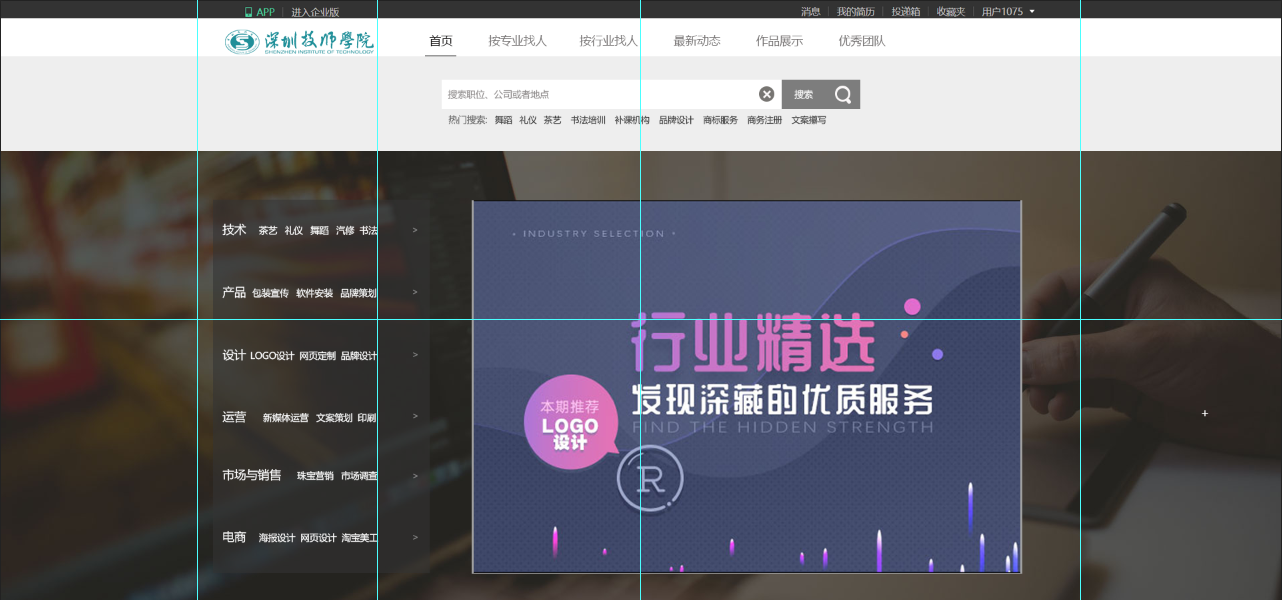 APP 进入企业版 消息 我的简历 投递箱 收藏夹 用户1075
深圳技师學院
SHENZHEN INSTITUTE OF TECHNOLOGY
首页 按专业找人 按行业找人 最新动态 作品展示 优秀团队
搜索职位、公司或者地点 搜索
热门搜索: 舞蹈 礼仪 茶艺 书法培训 补课机构 品牌设计 商标服务 商务注册 文案撰写
技术 茶艺 礼仪 舞蹈 汽修 书法 >
产品 包装宣传 软件安装 品牌策划 >
设计 LOGO设计 网页定制 品牌设计 >
运营 新媒体运营 文案策划 印刷 >
市场与销售 珠宝营销 市场调查 >
电商 海报设计 网页设计 淘宝美工 >
INDUSTRY SELECTION
行业精选
发现深藏的优质服务
FIND THE HIDDEN STRENGTH
本期推荐
LOGO
设计
R